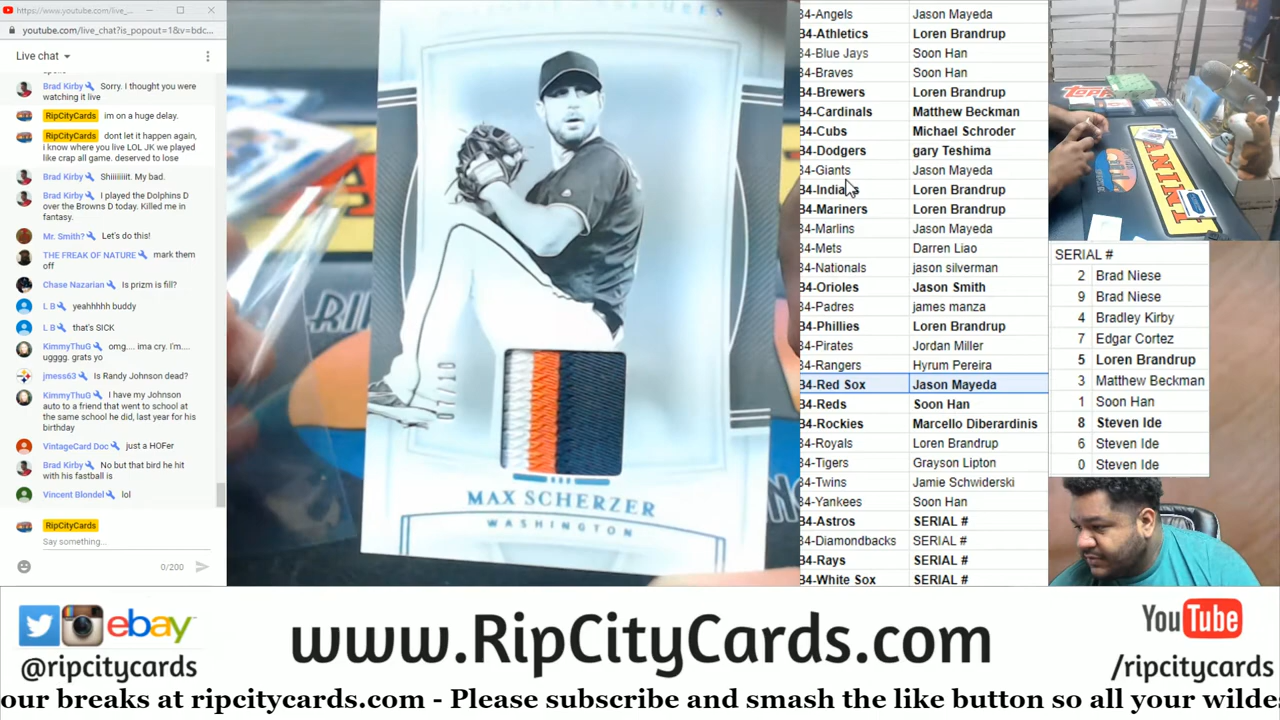 https://www.youtube.com/live_...
youtube.com/live_chat?is_popout=1&v=bdc...
Live chat
Brad Kirby Sorry. I thought you were
watching it live
RipCityCards im on a huge delay.
RipCityCards dont let it happen again,
i know where you live LOL JK we played
like crap all game. deserved to lose
Brad Kirby Shiiiiiiiit. My bad.
Brad Kirby I played the Dolphins D
over the Browns D today. Killed me in
fantasy.
Mr. Smith? Let's do this!
THE FREAK OF NATURE mark them
off
Chase Nazarian Is prizm is fill?
L B yeahhhhh buddy
L B that's SICK
KimmyThuG omg.... ima cry. I'm....
ugggg. grats yo
jmess63 Is Randy Johnson dead?
KimmyThuG I have my Johnson
auto to a friend that went to school at
the same school he did, last year for his
birthday
VintageCard Doc just a HOFer
Brad Kirby No but that bird he hit
with his fastball is
Vincent Blondel lol
RipCityCards
Say something...
0/200
MAX SCHERZER
WASHINGTON
34-Angels Jason Mayeda
34-Athletics Loren Brandrup
34-Blue Jays Soon Han
34-Braves Soon Han
34-Brewers Loren Brandrup
34-Cardinals Matthew Beckman
34-Cubs Michael Schroder
34-Dodgers gary Teshima
34-Giants Jason Mayeda
34-Indians Loren Brandrup
34-Mariners Loren Brandrup
34-Marlins Jason Mayeda
34-Mets Darren Liao
34-Nationals jason silverman
34-Orioles Jason Smith
34-Padres james manza
34-Phillies Loren Brandrup
34-Pirates Jordan Miller
34-Rangers Hyrum Pereira
34-Red Sox Jason Mayeda
34-Reds Soon Han
34-Rockies Marcello Diberardinis
34-Royals Loren Brandrup
34-Tigers Grayson Lipton
34-Twins Jamie Schwiderski
34-Yankees Soon Han
34-Astros SERIAL #
34-Diamondbacks SERIAL #
34-Rays SERIAL #
34-White Sox SERIAL #
TOPPS
PANINI
SERIAL #
2 Brad Niese
9 Brad Niese
4 Bradley Kirby
7 Edgar Cortez
5 Loren Brandrup
3 Matthew Beckman
1 Soon Han
8 Steven Ide
6 Steven Ide
0 Steven Ide
ebay
@ripcitycards
www.RipCityCards.com
YouTube
/ripcitycards
our breaks at ripcitycards.com - Please subscribe and smash the like button so all your wilde